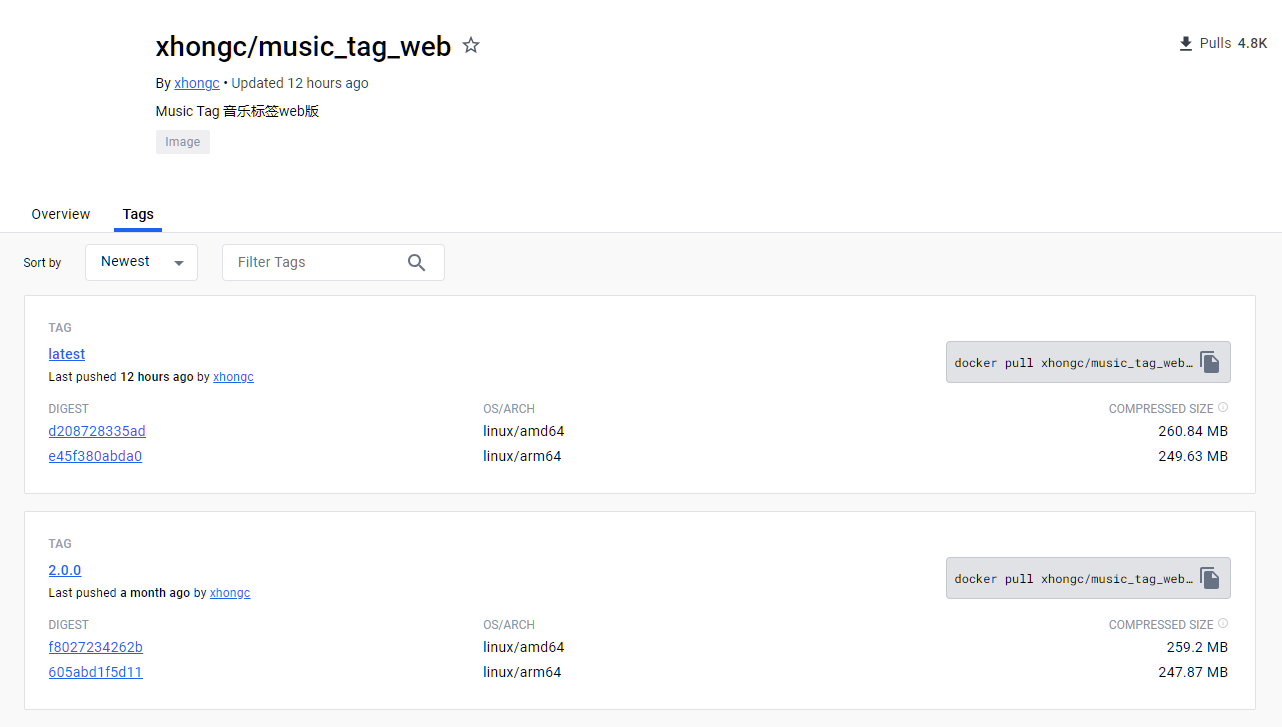 xhongc/music_tag_web
Pulls 4.8K
By xhongc • Updated 12 hours ago
Music Tag 音乐标签web版
Image
Overview Tags
Sort by Newest Filter Tags
TAG
latest
Last pushed 12 hours ago by xhongc
docker pull xhongc/music_tag_web…
DIGEST OS/ARCH COMPRESSED SIZE
d208728335ad linux/amd64 260.84 MB
e45f380abda0 linux/arm64 249.63 MB
TAG
2.0.0
Last pushed a month ago by xhongc
docker pull xhongc/music_tag_web…
DIGEST OS/ARCH COMPRESSED SIZE
f8027234262b linux/amd64 259.2 MB
605abd1f5d11 linux/arm64 247.87 MB